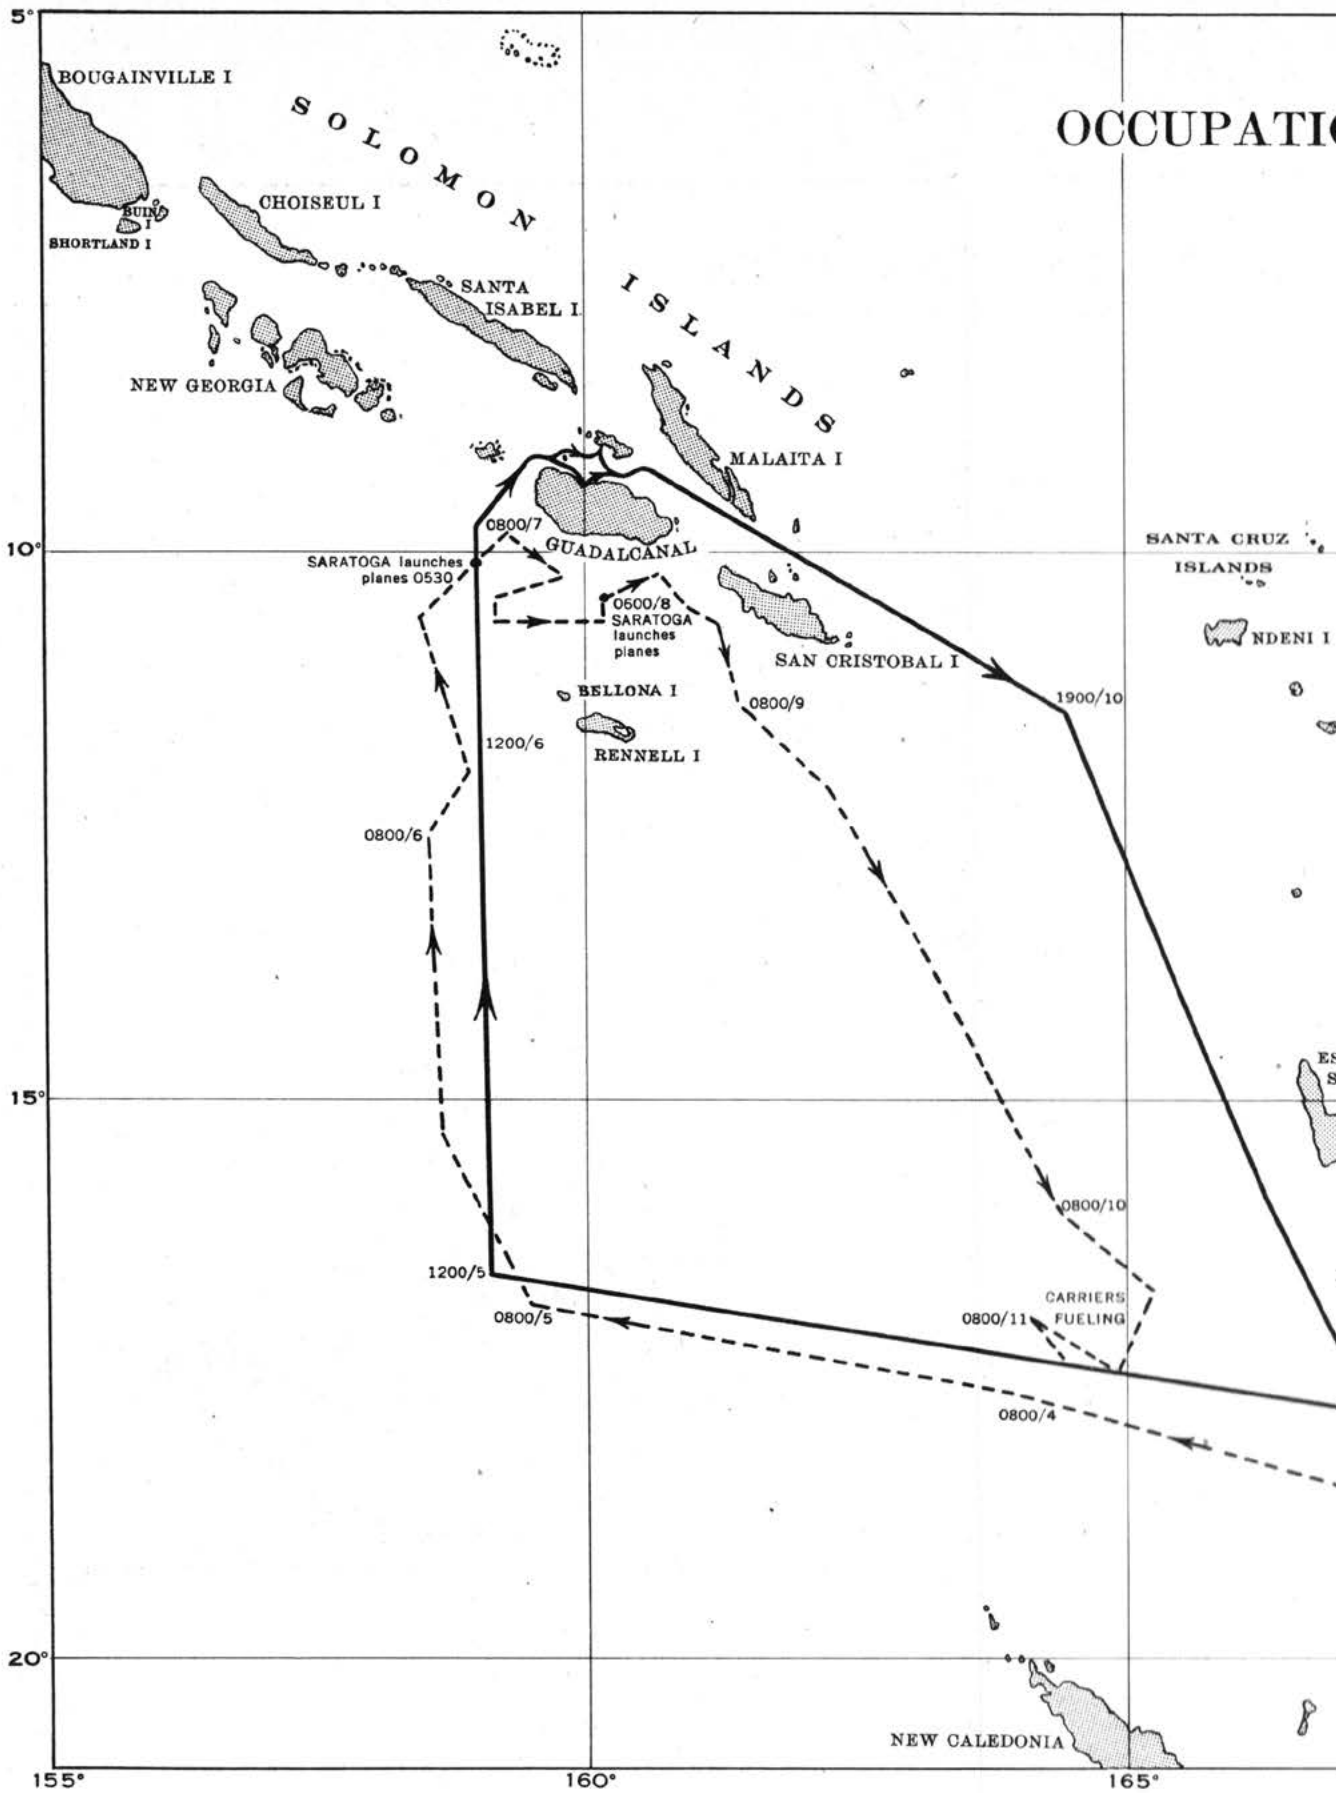 5°
BOUGAINVILLE I
SOLOMON
OCCUPATIO
CHOISEUL I
BUIN
I
SHORTLAND I
SANTA
ISABEL I
ISLANDS
NEW GEORGIA
MALAITA I
0800/7
10°
GUADALCANAL
SANTA CRUZ
ISLANDS
SARATOGA launches
planes 0530
0600/8
SARATOGA
launches
planes
NDENI I
SAN CRISTOBAL I
BELLONA I
0800/9
1900/10
1200/6
RENNELL I
0800/6
ES
S
15°
0800/10
1200/5
CARRIERS
FUELING
0800/5
0800/11
0800/4
20°
NEW CALEDONIA
155°
160°
165°